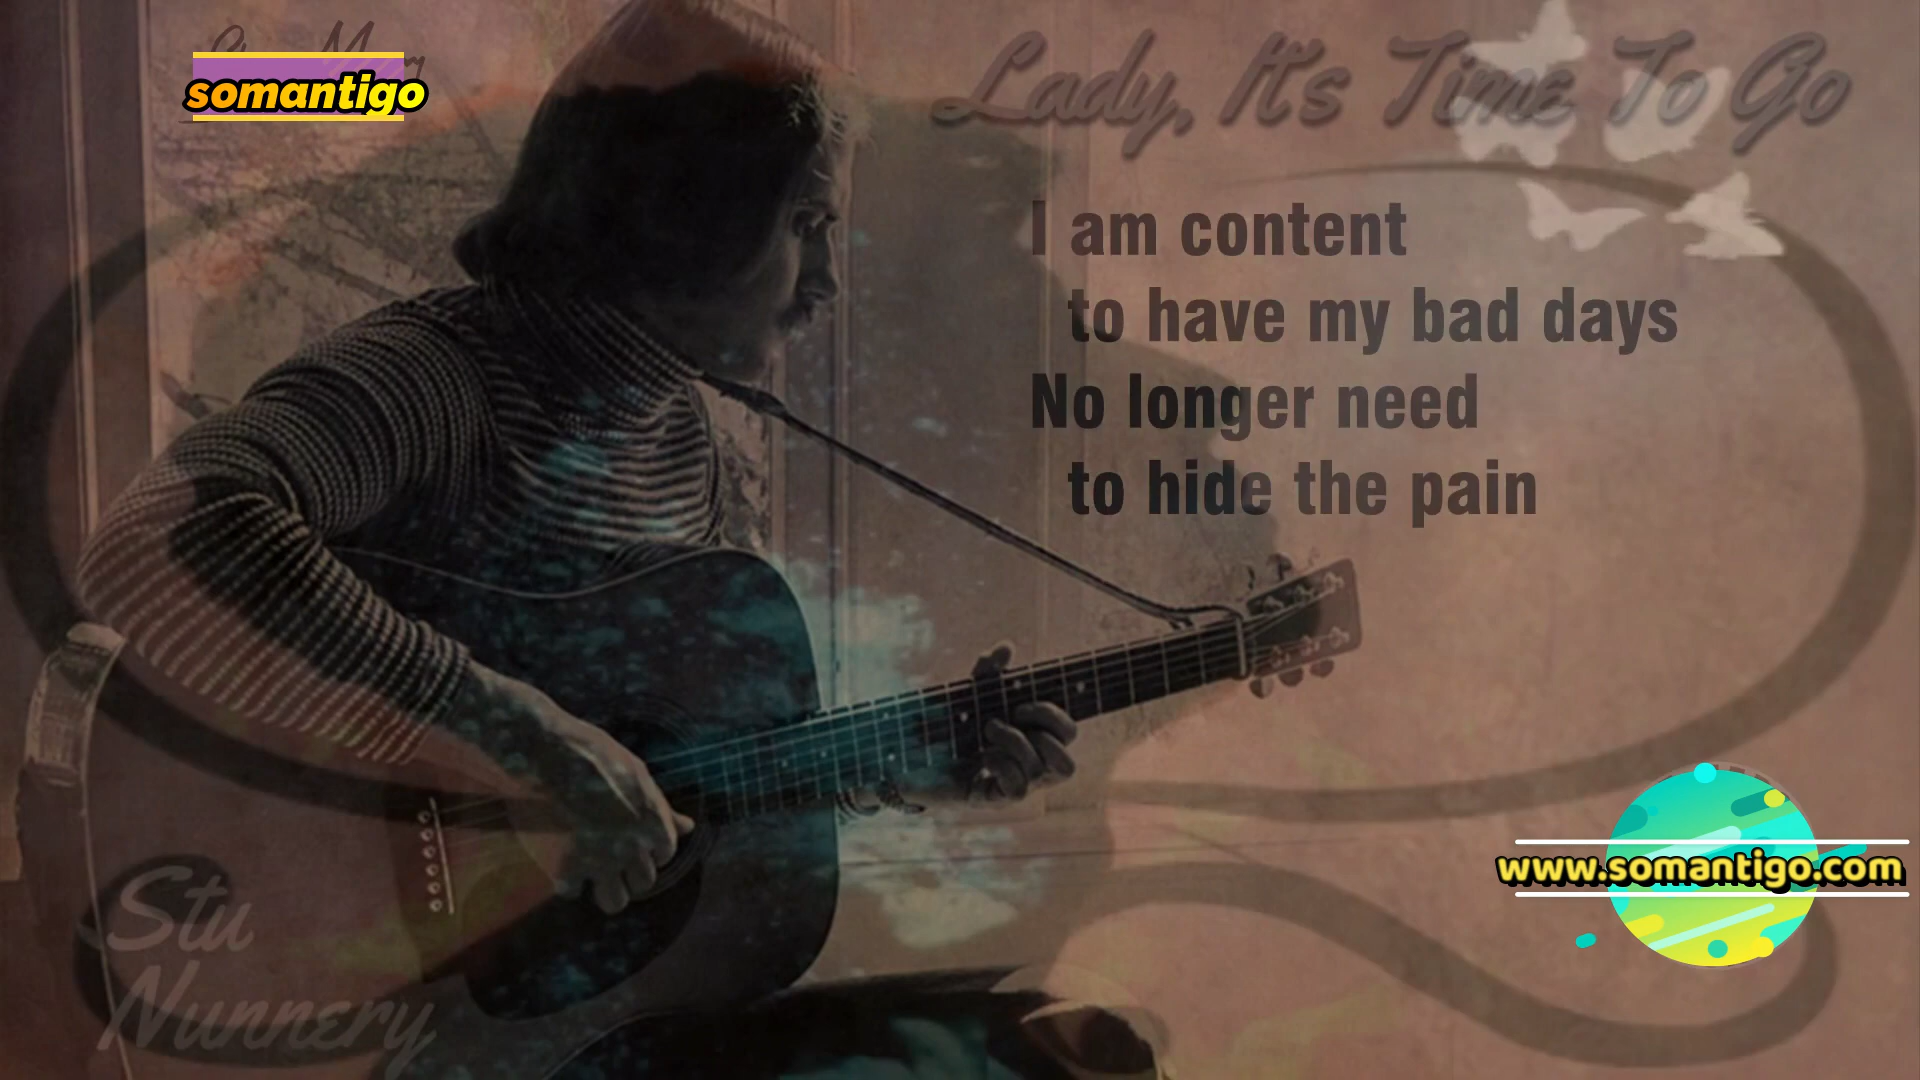 somantigo
Lady, It's Time To Go
I am content
to have my bad days
No longer need
to hide the pain
www.somantigo.com
Stu
Nunnery